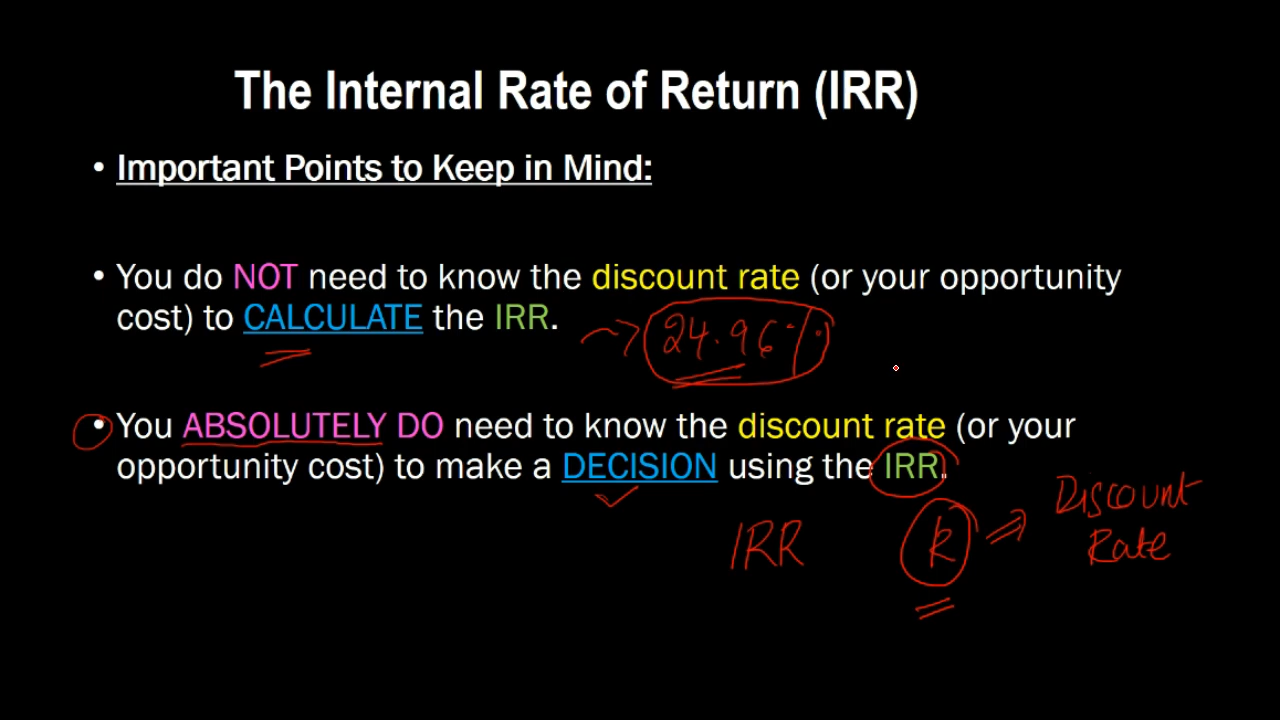 The Internal Rate of Return (IRR)
• Important Points to Keep in Mind:
• You do NOT need to know the discount rate (or your opportunity
cost) to CALCULATE the IRR.
24.96%
• You ABSOLUTELY DO need to know the discount rate (or your
opportunity cost) to make a DECISION using the IRR.
IRR k ⇒ Discount
Rate